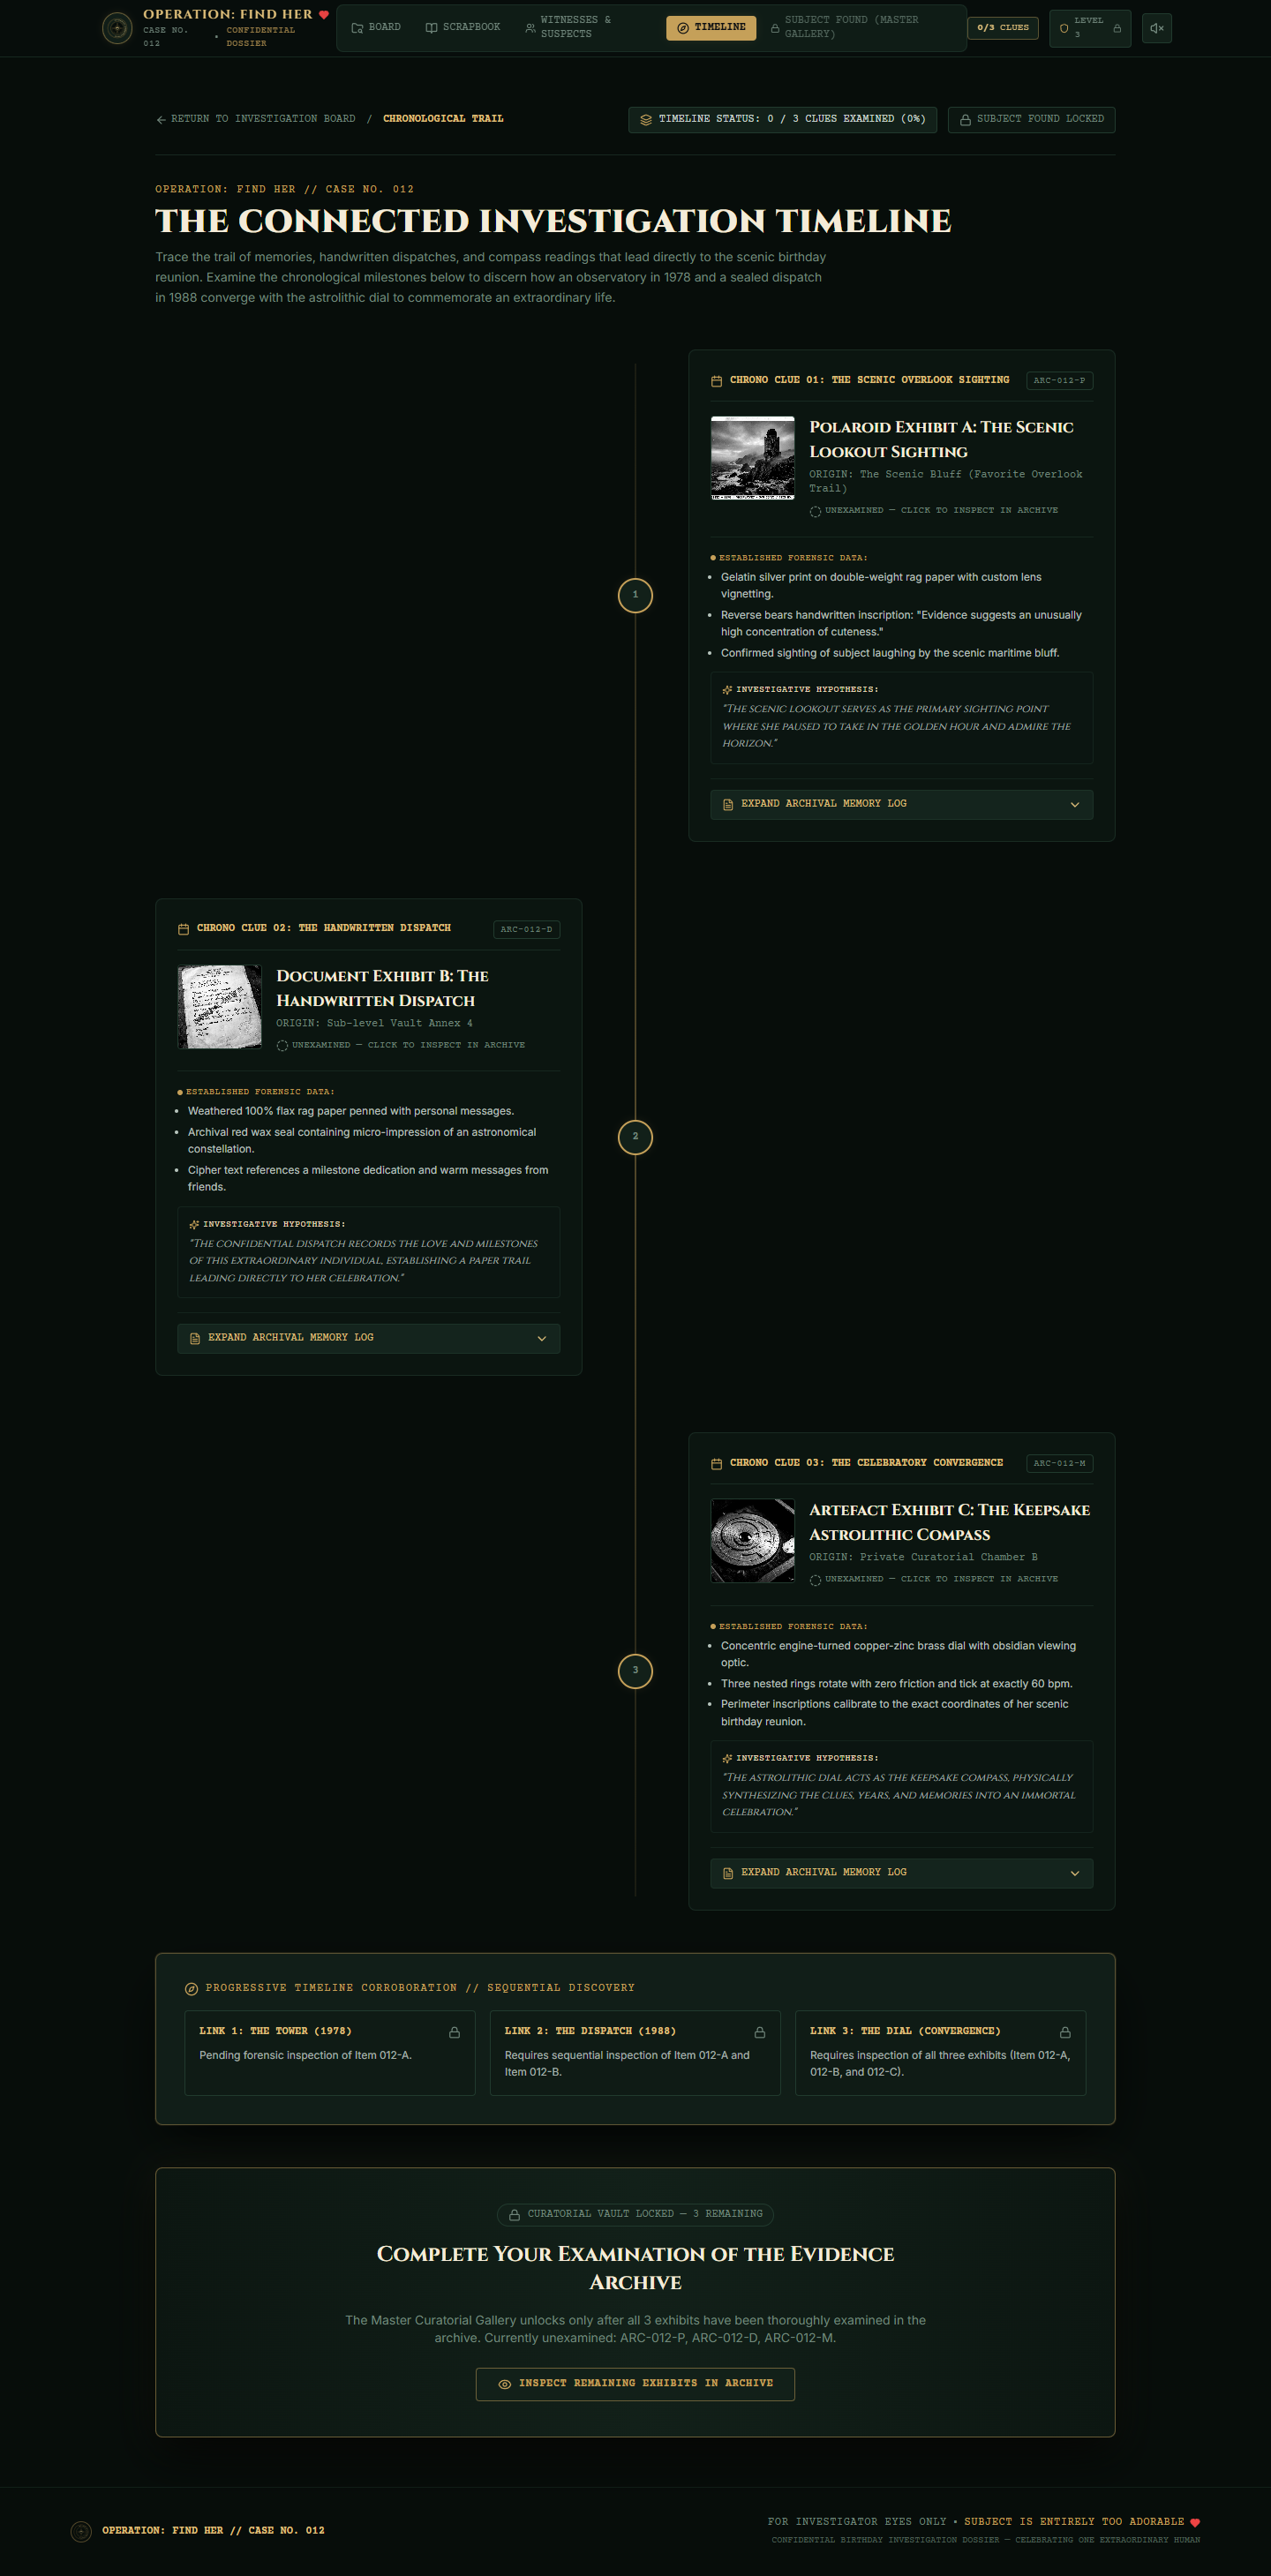 OPERATION: FIND HER
CASE NO. 012 • CONFIDENTIAL DOSSIER
BOARD
SCRAPBOOK
WITNESSES & SUSPECTS
TIMELINE
SUBJECT FOUND (MASTER GALLERY)
0/3 CLUES
LEVEL 3
RETURN TO INVESTIGATION BOARD / CHRONOLOGICAL TRAIL
TIMELINE STATUS: 0 / 3 CLUES EXAMINED (0%)
SUBJECT FOUND LOCKED
OPERATION: FIND HER // CASE NO. 012
THE CONNECTED INVESTIGATION TIMELINE
Trace the trail of memories, handwritten dispatches, and compass readings that lead directly to the scenic birthday
reunion. Examine the chronological milestones below to discern how an observatory in 1978 and a sealed dispatch
in 1988 converge with the astrolithic dial to commemorate an extraordinary life.
CHRONO CLUE 01: THE SCENIC OVERLOOK SIGHTING
ARC-012-P
POLAROID EXHIBIT A: THE SCENIC
LOOKOUT SIGHTING
ORIGIN: The Scenic Bluff (Favorite Overlook
Trail)
UNEXAMINED — CLICK TO INSPECT IN ARCHIVE
ESTABLISHED FORENSIC DATA:
• Gelatin silver print on double-weight rag paper with custom lens
vignetting.
• Reverse bears handwritten inscription: "Evidence suggests an unusually
high concentration of cuteness."
• Confirmed sighting of subject laughing by the scenic maritime bluff.
1
INVESTIGATIVE HYPOTHESIS:
"THE SCENIC LOOKOUT SERVES AS THE PRIMARY SIGHTING POINT
WHERE SHE PAUSED TO TAKE IN THE GOLDEN HOUR AND ADMIRE THE
HORIZON."
EXPAND ARCHIVAL MEMORY LOG
CHRONO CLUE 02: THE HANDWRITTEN DISPATCH
ARC-012-D
DOCUMENT EXHIBIT B: THE
HANDWRITTEN DISPATCH
ORIGIN: Sub-level Vault Annex 4
UNEXAMINED — CLICK TO INSPECT IN ARCHIVE
ESTABLISHED FORENSIC DATA:
• Weathered 100% flax rag paper penned with personal messages.
• Archival red wax seal containing micro-impression of an astronomical
constellation.
• Cipher text references a milestone dedication and warm messages from
friends.
2
INVESTIGATIVE HYPOTHESIS:
"THE CONFIDENTIAL DISPATCH RECORDS THE LOVE AND MILESTONES
OF THIS EXTRAORDINARY INDIVIDUAL, ESTABLISHING A PAPER TRAIL
LEADING DIRECTLY TO HER CELEBRATION."
EXPAND ARCHIVAL MEMORY LOG
CHRONO CLUE 03: THE CELEBRATORY CONVERGENCE
ARC-012-M
ARTEFACT EXHIBIT C: THE KEEPSAKE
ASTROLITHIC COMPASS
ORIGIN: Private Curatorial Chamber B
UNEXAMINED — CLICK TO INSPECT IN ARCHIVE
ESTABLISHED FORENSIC DATA:
• Concentric engine-turned copper-zinc brass dial with obsidian viewing
optic.
• Three nested rings rotate with zero friction and tick at exactly 60 bpm.
• Perimeter inscriptions calibrate to the exact coordinates of her scenic
birthday reunion.
3
INVESTIGATIVE HYPOTHESIS:
"THE ASTROLITHIC DIAL ACTS AS THE KEEPSAKE COMPASS, PHYSICALLY
SYNTHESIZING THE CLUES, YEARS, AND MEMORIES INTO AN IMMORTAL
CELEBRATION."
EXPAND ARCHIVAL MEMORY LOG
PROGRESSIVE TIMELINE CORROBORATION // SEQUENTIAL DISCOVERY
LINK 1: THE TOWER (1978)
Pending forensic inspection of Item 012-A.
LINK 2: THE DISPATCH (1988)
Requires sequential inspection of Item 012-A and
Item 012-B.
LINK 3: THE DIAL (CONVERGENCE)
Requires inspection of all three exhibits (Item 012-A,
012-B, and 012-C).
CURATORIAL VAULT LOCKED — 3 REMAINING
COMPLETE YOUR EXAMINATION OF THE EVIDENCE
ARCHIVE
The Master Curatorial Gallery unlocks only after all 3 exhibits have been thoroughly examined in the
archive. Currently unexamined: ARC-012-P, ARC-012-D, ARC-012-M.
INSPECT REMAINING EXHIBITS IN ARCHIVE
OPERATION: FIND HER // CASE NO. 012
FOR INVESTIGATOR EYES ONLY • SUBJECT IS ENTIRELY TOO ADORABLE
CONFIDENTIAL BIRTHDAY INVESTIGATION DOSSIER — CELEBRATING ONE EXTRAORDINARY HUMAN